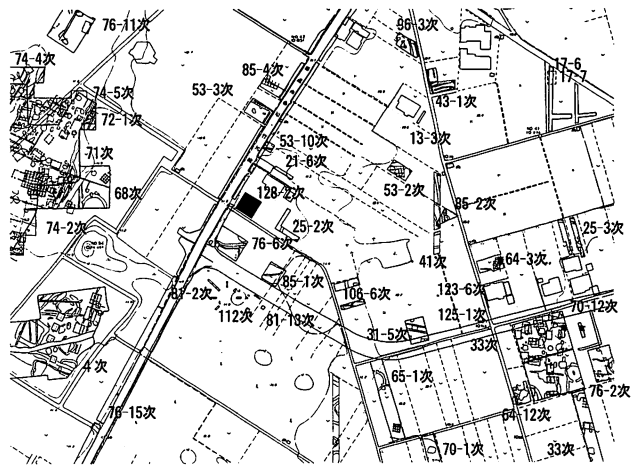 76-11次
96-3次
74-4次
85-4次
17-6
17-7
53-3次
74-5次
43-1次
72-1次
13-3次
53-10次
71次
21-6次
53-2次
68次
128-2次
85-2次
74-2次
25-2次
25-3次
76-6次
64-3次
41次
85-1次
123-6次
81-2次
106-6次
70-12次
112次
81-13次
125-1次
31-5次
33次
4次
65-1次
76-2次
76-15次
64-12次
70-1次
33次